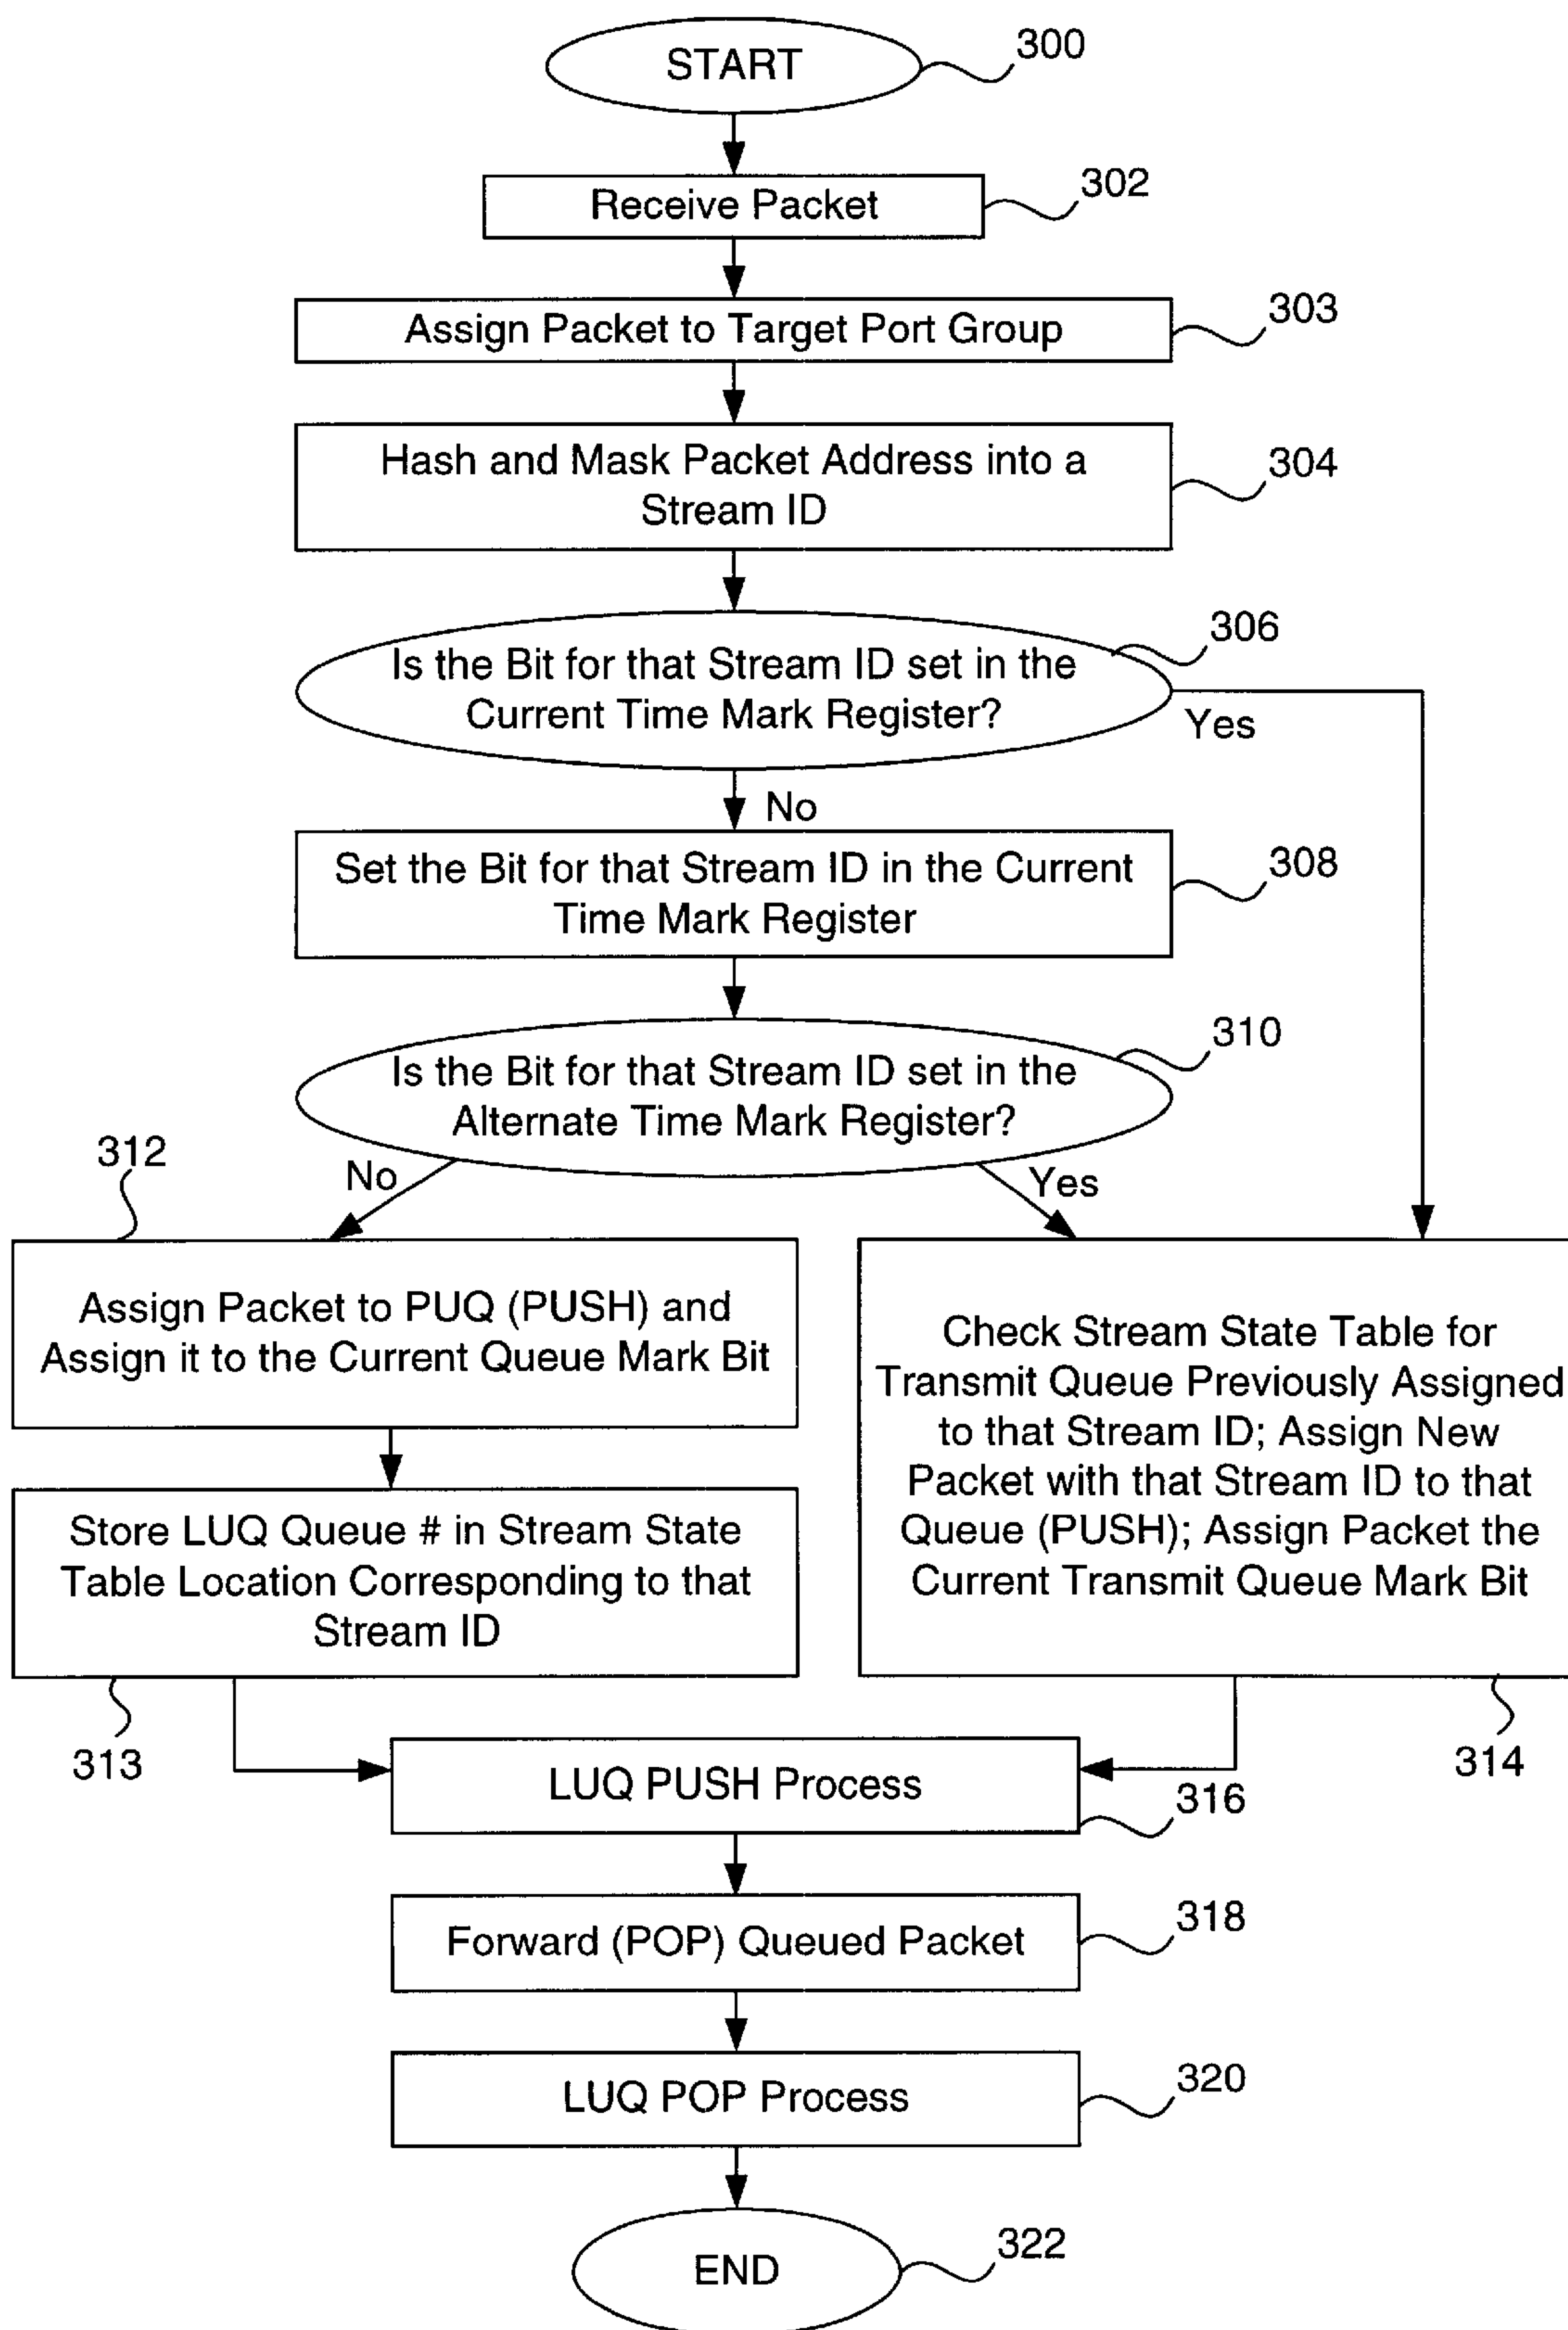 START
300
Receive Packet
302
Assign Packet to Target Port Group
303
Hash and Mask Packet Address into a
Stream ID
304
Is the Bit for that Stream ID set in the
Current Time Mark Register?
306
Yes
No
Set the Bit for that Stream ID in the Current
Time Mark Register
308
Is the Bit for that Stream ID set in the
Alternate Time Mark Register?
310
312
No
Yes
Assign Packet to PUQ (PUSH) and
Assign it to the Current Queue Mark Bit
Store LUQ Queue # in Stream State
Table Location Corresponding to that
Stream ID
313
Check Stream State Table for
Transmit Queue Previously Assigned
to that Stream ID; Assign New
Packet with that Stream ID to that
Queue (PUSH); Assign Packet the
Current Transmit Queue Mark Bit
314
LUQ PUSH Process
316
Forward (POP) Queued Packet
318
LUQ POP Process
320
END
322